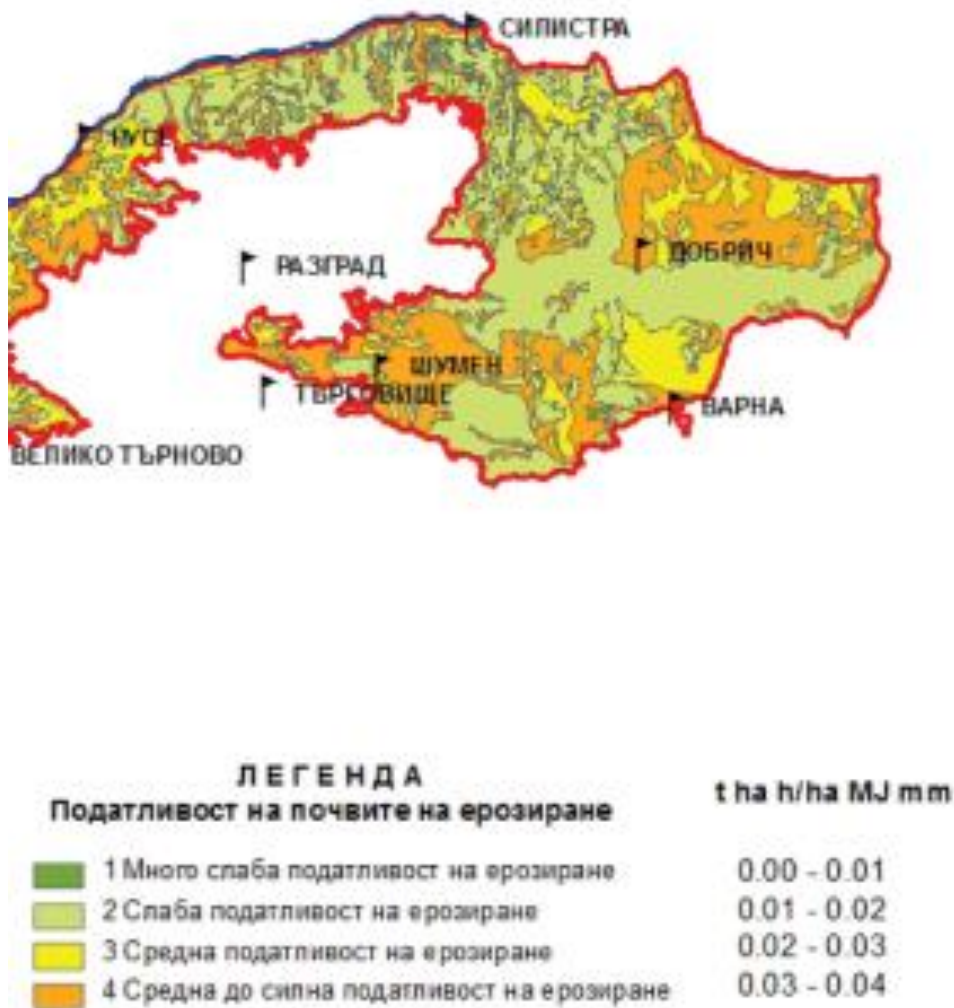 СИЛИСТРА
РУСЕ
ДОБРИЧ
РАЗГРАД
ШУМЕН
ТЪРГОВИЩЕ
ВАРНА
ВЕЛИКО ТЪРНОВО
ЛЕГЕНДА
Податливост на почвите на ерозиране
t ha h/ha MJ mm
1 Много слаба податливост на ерозиране 0.00 - 0.01
2 Слаба податливост на ерозиране 0.01 - 0.02
3 Средна податливост на ерозиране 0.02 - 0.03
4 Средна до силна податливост на ерозиране 0.03 - 0.04